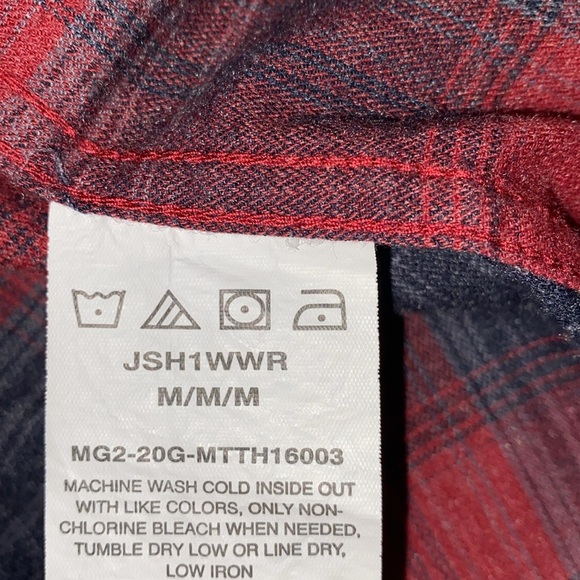 JSH1WWR
M/M/M
MG2-20G-MTTH16003
MACHINE WASH COLD INSIDE OUT
WITH LIKE COLORS, ONLY NON-
CHLORINE BLEACH WHEN NEEDED,
TUMBLE DRY LOW OR LINE DRY,
LOW IRON